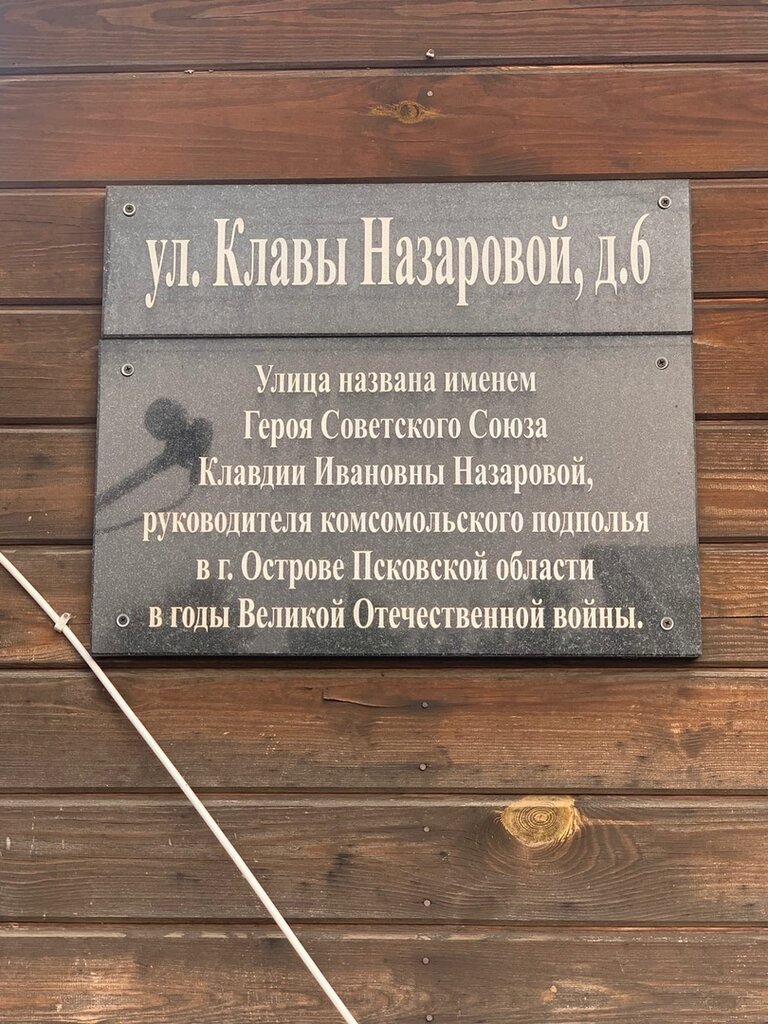 ул. Клавы Назаровой, д.6
Улица названа именем
Героя Советского Союза
Клавдии Ивановны Назаровой,
руководителя комсомольского подполья
в г. Острове Псковской области
в годы Великой Отечественной войны.